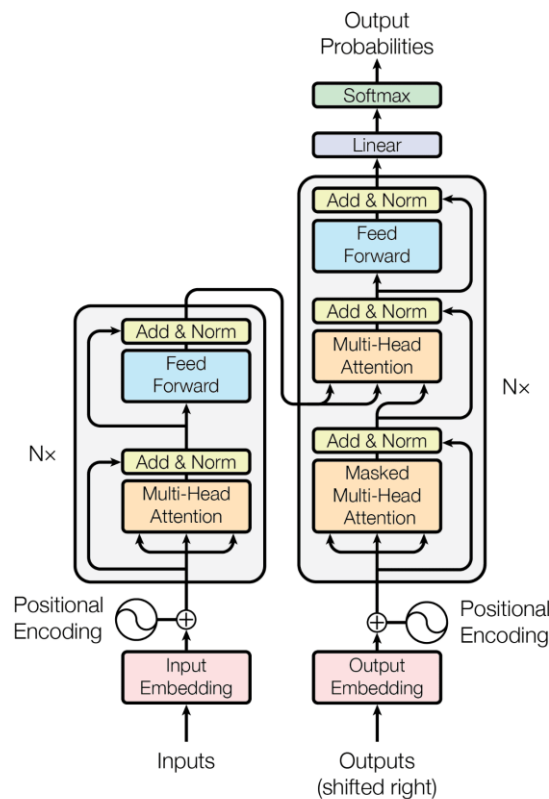 Output
Probabilities
Softmax
Linear
Add & Norm
Feed
Forward
Add & Norm
Multi-Head
Attention
Add & Norm
Masked
Multi-Head
Attention
Nx
Add & Norm
Feed
Forward
Add & Norm
Multi-Head
Attention
N×
Positional
Encoding
Positional
Encoding
Input
Embedding
Output
Embedding
Inputs
Outputs
(shifted right)